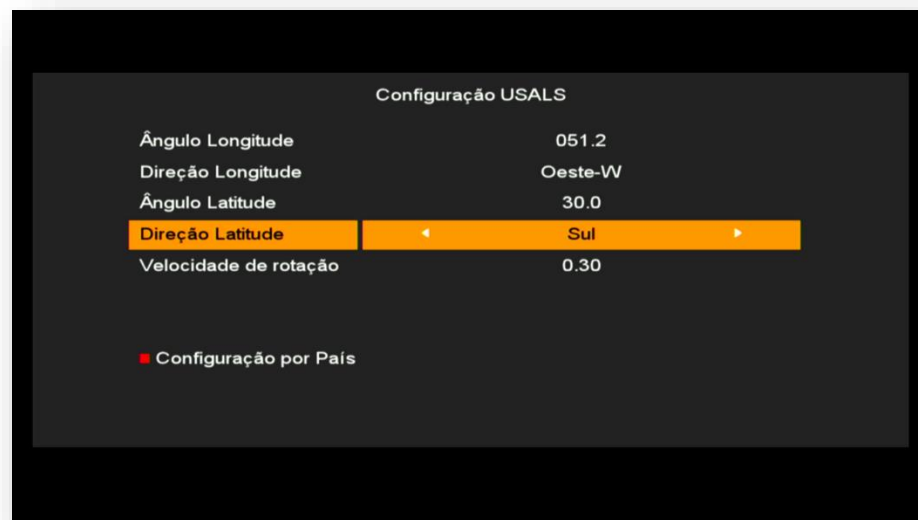 Configuração USALS
Ângulo Longitude 051.2
Direção Longitude Oeste-W
Ângulo Latitude 30.0
Direção Latitude Sul
Velocidade de rotação 0.30
Configuração por País